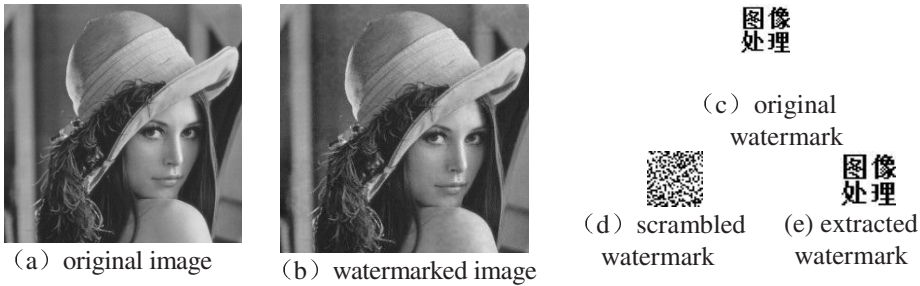 图像
处理
（c）original
watermark
图像
处理
（d）scrambled
watermark
(e) extracted
watermark
（a）original image
（b）watermarked image